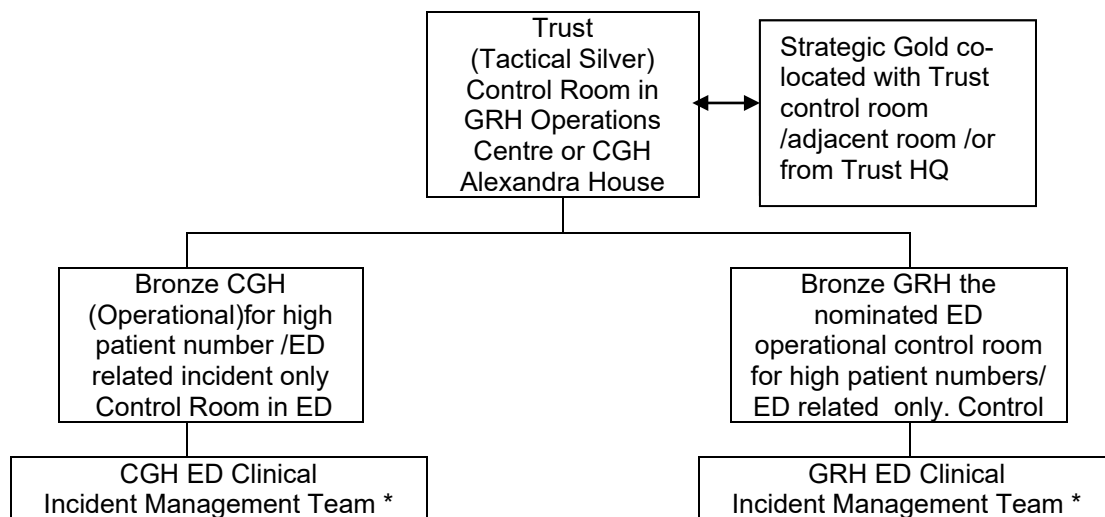 Trust
(Tactical Silver)
Control Room in
GRH Operations
Centre or CGH
Alexandra House
Strategic Gold co-
located with Trust
control room
/adjacent room /or
from Trust HQ
Bronze CGH
(Operational)for high
patient number /ED
related incident only
Control Room in ED
Bronze GRH the
nominated ED
operational control room
for high patient numbers/
ED related  only. Control
CGH ED Clinical
Incident Management Team *
GRH ED Clinical
Incident Management Team *